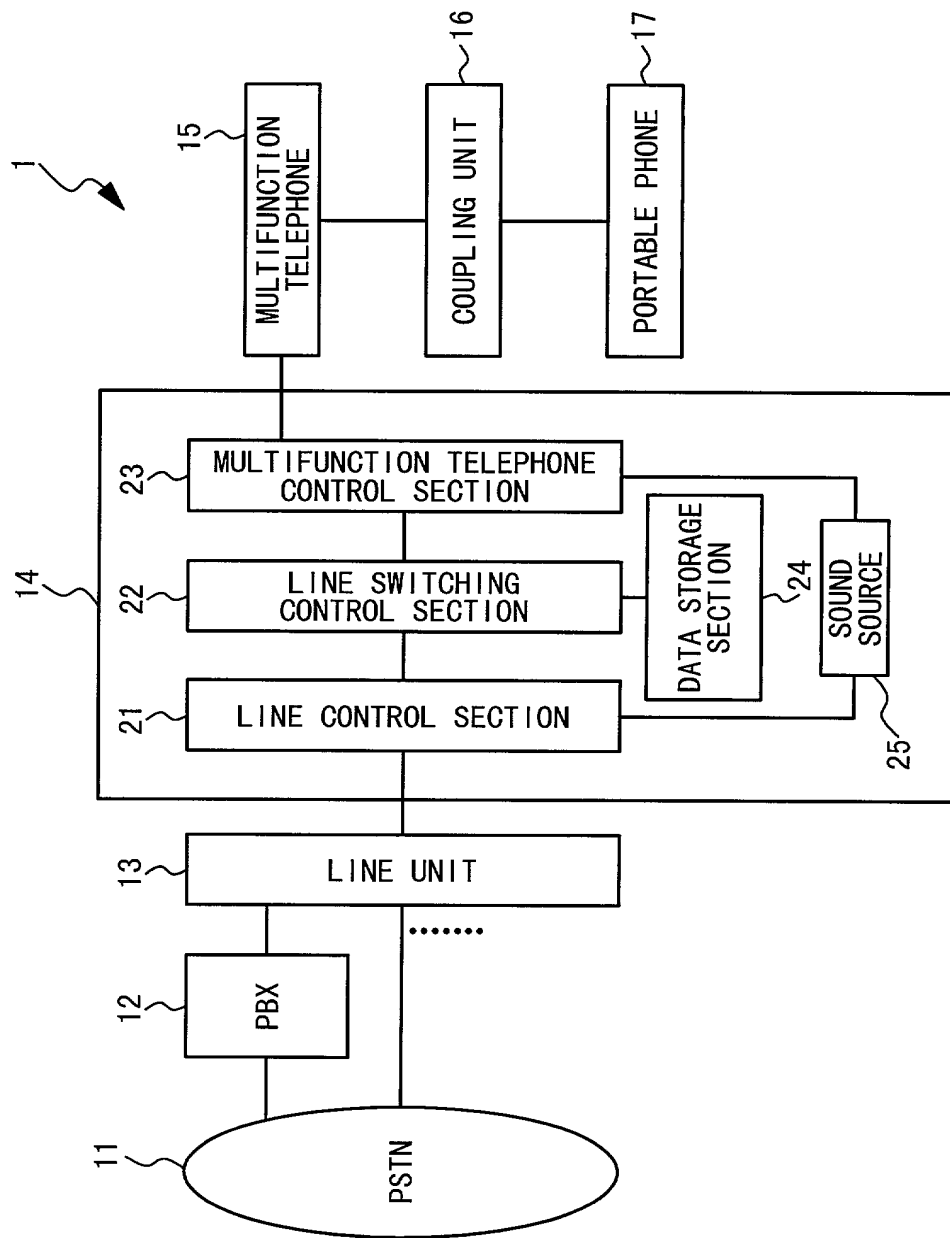 1
11
PSTN
12
PBX
13
LINE UNIT
14
21
LINE CONTROL SECTION
22
LINE SWITCHING
CONTROL SECTION
23
MULTIFUNCTION TELEPHONE
CONTROL SECTION
DATA STORAGE
SECTION
24
SOUND
SOURCE
25
15
MULTIFUNCTION
TELEPHONE
16
COUPLING UNIT
17
PORTABLE PHONE